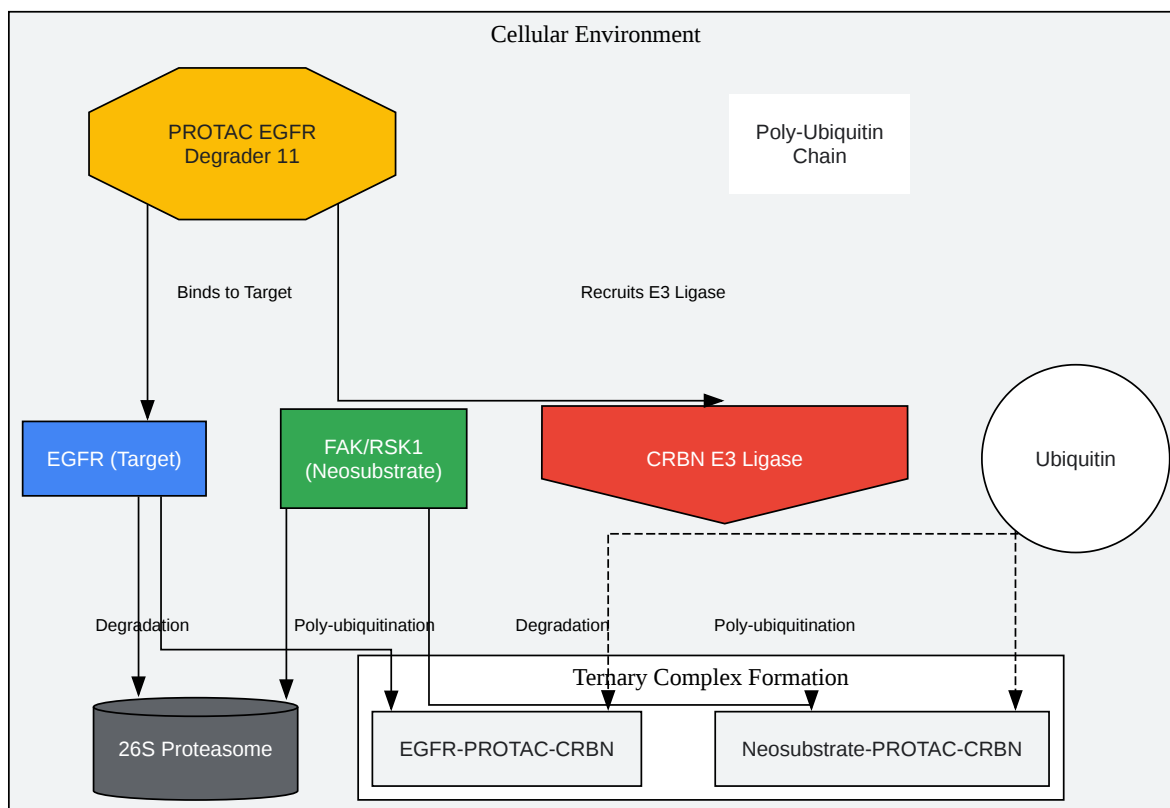 Cellular Environment
PROTAC EGFR
Degrader 11
Poly-Ubiquitin
Chain
Binds to Target
Recruits E3 Ligase
EGFR (Target)
FAK/RSK1
(Neosubstrate)
CRBN E3 Ligase
Ubiquitin
Degradation
Poly-ubiquitination
Degradation
Poly-ubiquitination
Ternary Complex Formation
26S Proteasome
EGFR-PROTAC-CRBN
Neosubstrate-PROTAC-CRBN